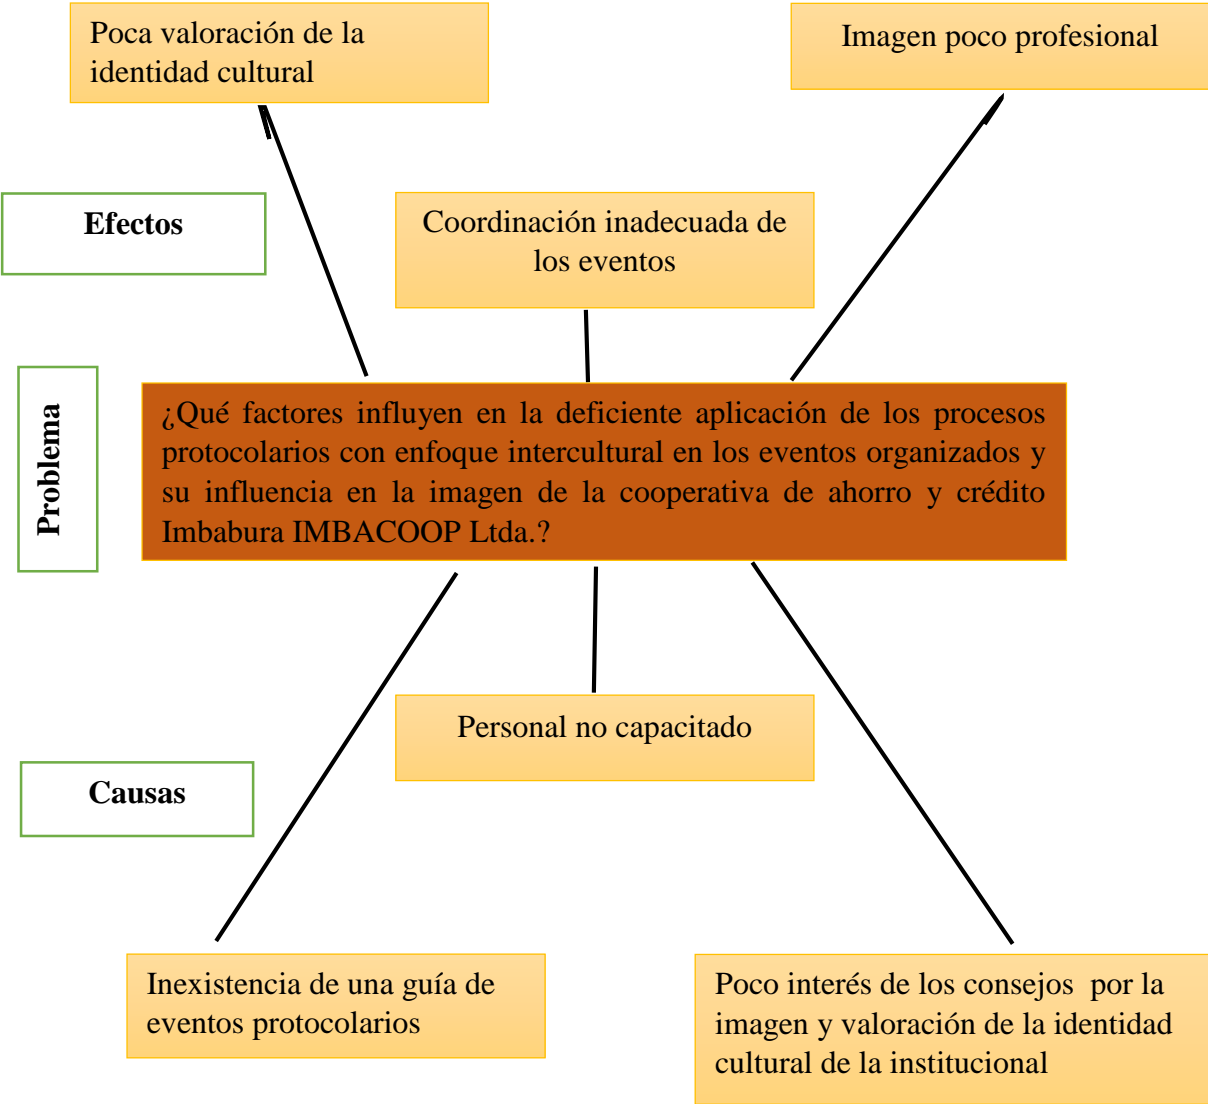 Poca valoración de la
identidad cultural
Imagen poco profesional
Efectos
Coordinación inadecuada de
los eventos
Problema
¿Qué factores influyen en la deficiente aplicación de los procesos
protocolarios con enfoque intercultural en los eventos organizados y
su influencia en la imagen de la cooperativa de ahorro y crédito
Imbabura IMBACOOP Ltda.?
Personal no capacitado
Causas
Inexistencia de una guía de
eventos protocolarios
Poco interés de los consejos  por la
imagen y valoración de la identidad
cultural de la institucional